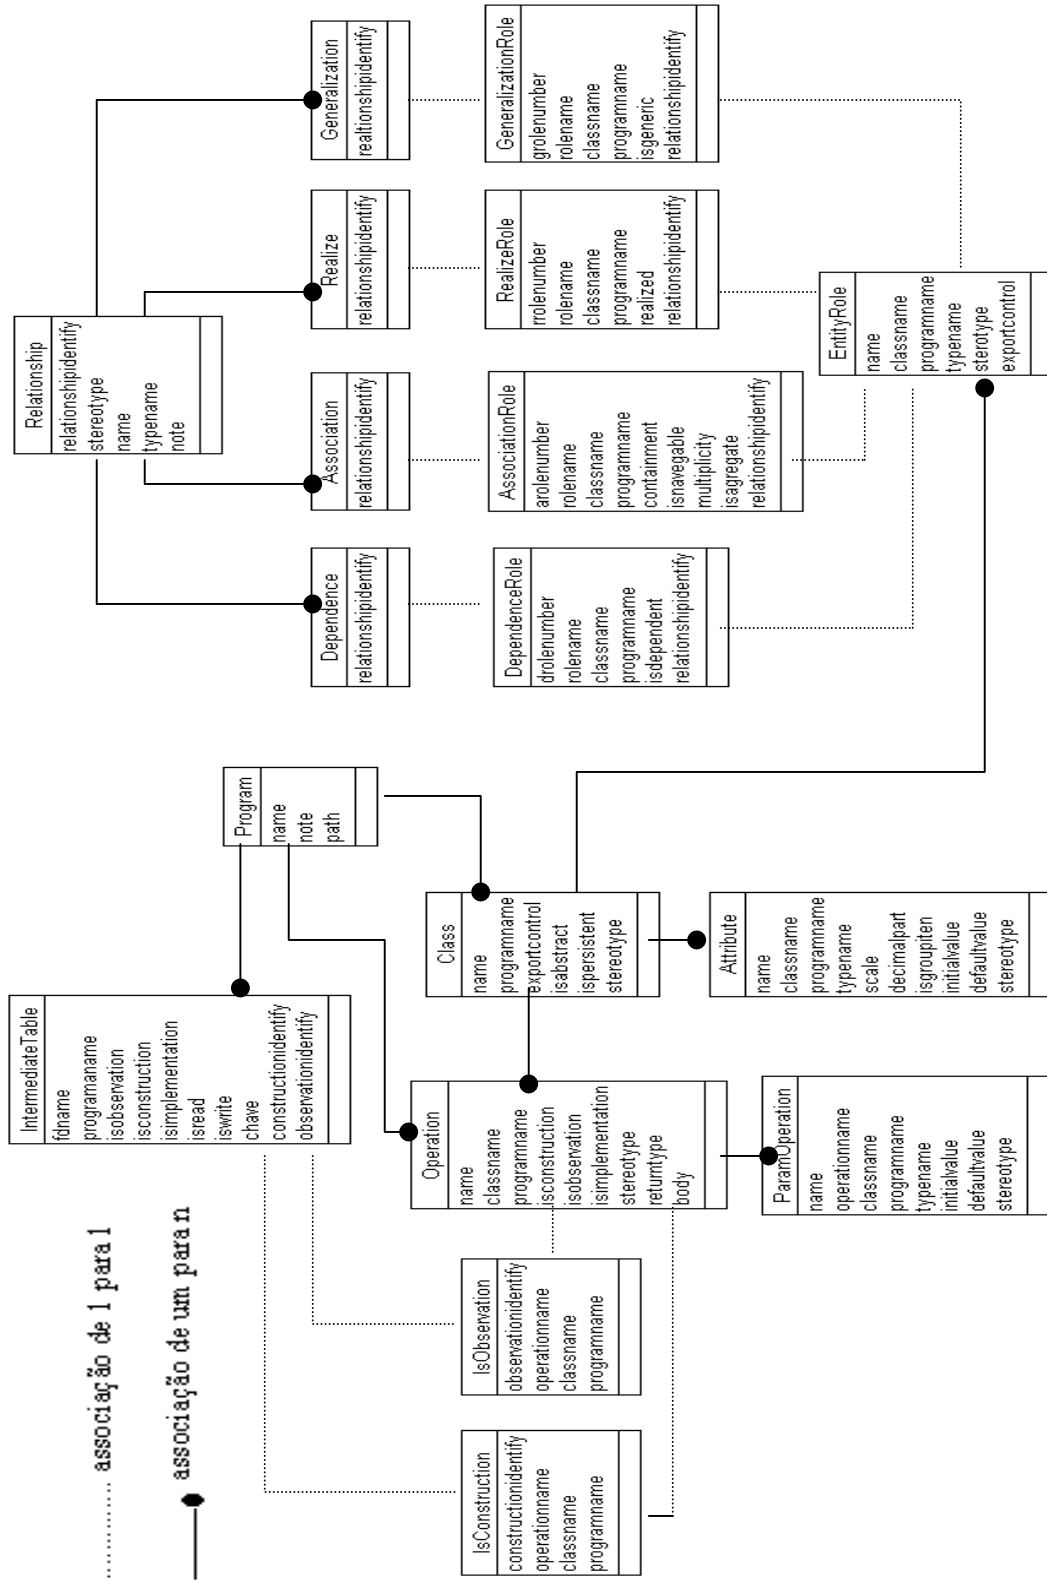 associação de 1 para 1
associação de um para n
IntermediateTable
fdname
programaname
isobservation
isconstruction
isimplementation
isread
iswrite
chave
constructionidentify
observationidentify
Program
name
note
path
Relationship
relationshipidentify
stereotype
name
typename
note
IsConstruction
constructionidentify
operationname
classname
programname
IsObservation
observationidentify
operationname
classname
programname
Operation
name
classname
programname
isconstruction
isobservation
isimplementation
stereotype
returntype
body
Class
name
programname
exportcontrol
isabstract
ispersistent
stereotype
Dependence
relationshipidentify
Association
relationshipidentify
Realize
relationshipidentify
Generalization
realtionshipidentify
DependenceRole
drolenumber
rolename
classname
programname
isdependent
relationshipidentify
AssociationRole
arolenumber
rolename
classname
programname
containment
isnavegable
multiplicity
isagregate
relationshipidentify
RealizeRole
rrolenumber
rolename
classname
programname
realized
relationshipidentify
GeneralizationRole
grolenumber
rolename
classname
programname
isgeneric
relationshipidentify
ParamOperation
name
operationname
classname
programname
typename
initialvalue
defaultvalue
stereotype
Attribute
name
classname
programname
typename
scale
decimalpart
isgroupiten
initialvalue
defaultvalue
stereotype
EntityRole
name
classname
programname
typename
sterotype
exportcontrol